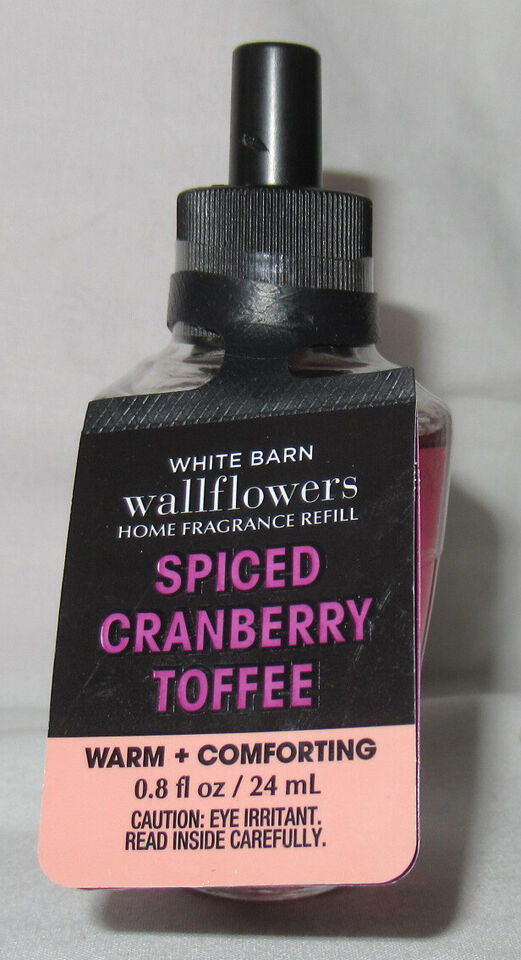 WHITE BARN
wallflowers
HOME FRAGRANCE REFILL
SPICED
CRANBERRY
TOFFEE
WARM + COMFORTING
0.8 fl oz / 24 mL
CAUTION: EYE IRRITANT.
READ INSIDE CAREFULLY.